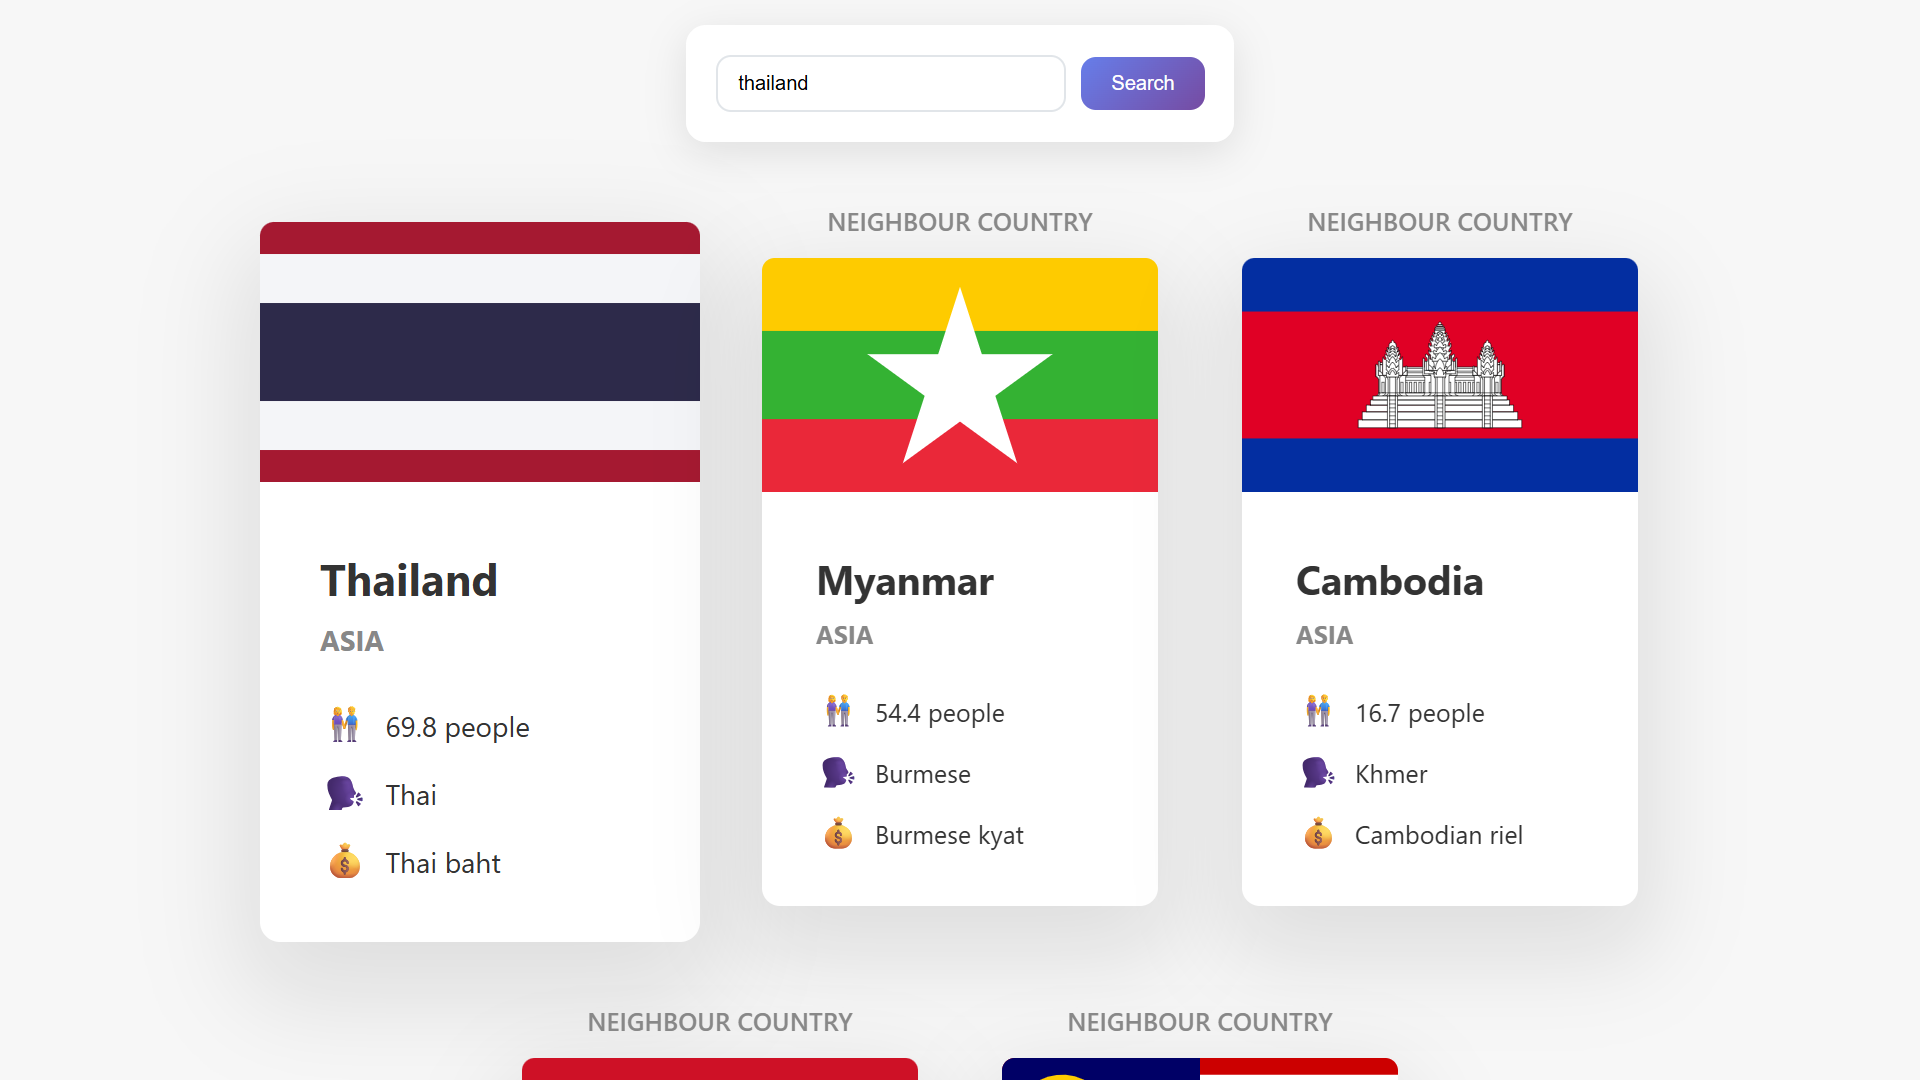 thailand
Search
Thailand
ASIA
69.8 people
Thai
Thai baht
NEIGHBOUR COUNTRY
Myanmar
ASIA
54.4 people
Burmese
Burmese kyat
NEIGHBOUR COUNTRY
Cambodia
ASIA
16.7 people
Khmer
Cambodian riel
NEIGHBOUR COUNTRY
NEIGHBOUR COUNTRY